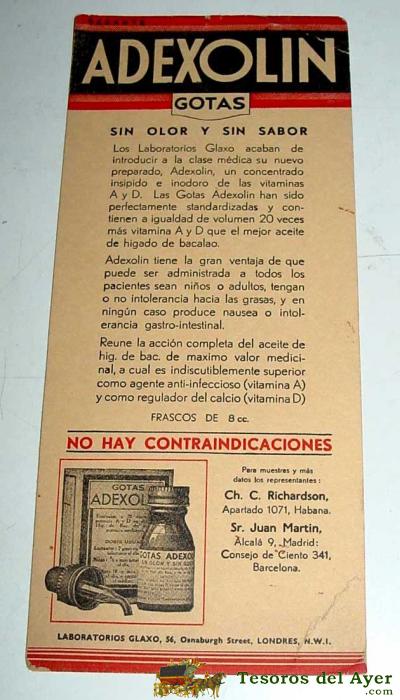 ADEXOLIN
GOTAS
SIN OLOR Y SIN SABOR
Los Laboratorios Glaxo acaban de
introducir a la clase médica su nuevo
preparado, Adexolin, un concentrado
insipido e inodoro de las vitaminas
A y D. Las Gotas Adexolin han sido
perfectamente standardizadas y con-
tienen a igualdad de volumen 20 veces
más vitamina A y D que el mejor aceite
de higado de bacalao.
Adexolin tiene la gran ventaja de que
puede ser administrada a todos los
pacientes sean niños o adultos, tengan
o no intolerancia hacia las grasas, y en
ningún caso produce nausea o intol-
erancia gastro-intestinal.
Reune la acción completa del aceite de
hig. de bac. de maximo valor medici-
nal, a cual es indiscutiblemente superior
como agente anti-infeccioso (vitamina A)
y como regulador del calcio (vitamina D)
FRASCOS DE 8 cc.
NO HAY CONTRAINDICACIONES
Para muestras y más
datos los representantes :
Ch. C. Richardson,
Apartado 1071, Habana.
Sr. Juan Martin,
Alcalá 9, Madrid:
Consejo de Ciento 341,
Barcelona.
GOTAS
ADEXOL
GOTAS ADEXO
LABORATORIOS GLAXO, 56, Osnaburgh Street, LONDRES, N.W.I.
Tesoros del Ayer
.com